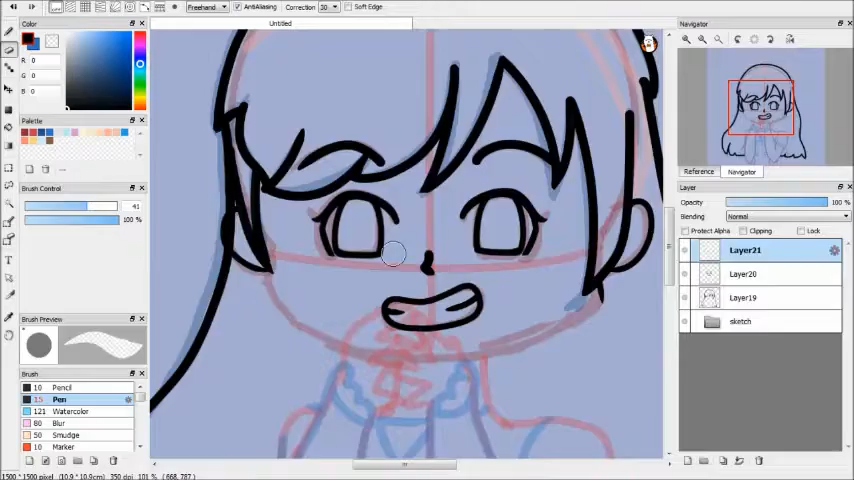 Freehand AntiAliasing Correction 30 Soft Edge
Untitled
Color
R 0
G 0
B 0
Palette
Brush Control
41
100 %
Brush Preview
Brush
10 Pencil
15 Pen
121 Watercolor
80 Blur
50 Smudge
10 Marker
1500 * 1500 pixel (10.9 * 10.9cm) 350 dpi 101 % ( 668, 787)
Navigator
Reference Navigator
Layer
Opacity 100 %
Blending Normal
Protect Alpha Clipping Lock
Layer21
Layer20
Layer19
sketch